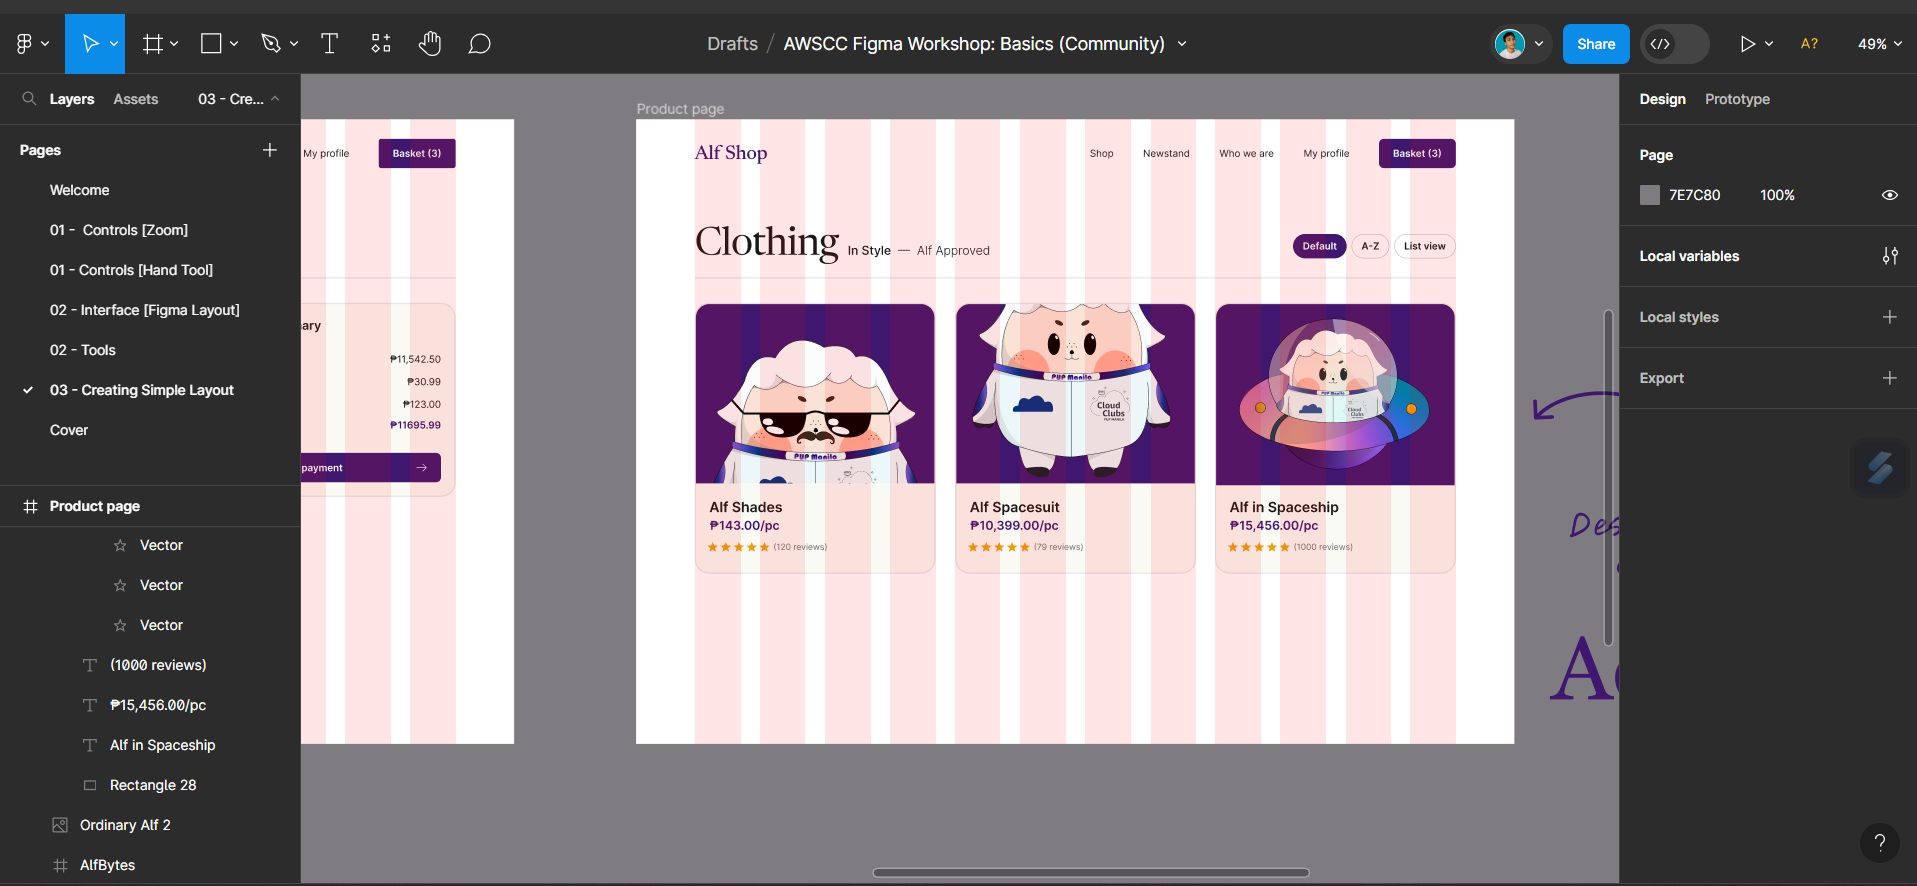 Drafts / AWSCC Figma Workshop: Basics (Community)
Share
A?
49%
Layers
Assets
03 - Cre...
Pages
Welcome
01 - Controls [Zoom]
01 - Controls [Hand Tool]
02 - Interface [Figma Layout]
02 - Tools
03 - Creating Simple Layout
Cover
Product page
Vector
Vector
Vector
(1000 reviews)
₱15,456.00/pc
Alf in Spaceship
Rectangle 28
Ordinary Alf 2
AlfBytes
My profile
Basket (3)
ary
₱11,542.50
₱30.99
₱123.00
₱11695.99
payment
Product page
Alf Shop
Shop
Newstand
Who we are
My profile
Basket (3)
Clothing
In Style — Alf Approved
Default
A-Z
List view
PUP Manila
Alf Shades
₱143.00/pc
(120 reviews)
PUP Manila
Cloud
Clubs
PUP MANILA
Alf Spacesuit
₱10,399.00/pc
(79 reviews)
Cloud
Clubs
Alf in Spaceship
₱15,456.00/pc
(1000 reviews)
Des
Design
Prototype
Page
7E7C80
100%
Local variables
Local styles
Export
?